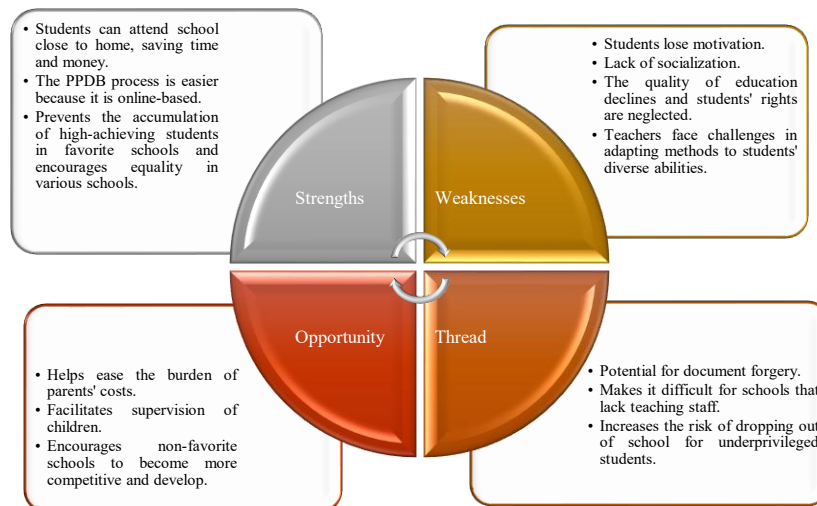 • Students can attend school
close to home, saving time
and money.
• The PPDB process is easier
because it is online-based.
• Prevents the accumulation
of high-achieving students
in favorite schools and
encourages equality in
various schools.
• Students lose motivation.
• Lack of socialization.
• The quality of education
declines and students' rights
are neglected.
• Teachers face challenges in
adapting methods to students'
diverse abilities.
Strengths
Weaknesses
Opportunity
Thread
• Helps ease the burden of
parents' costs.
• Facilitates supervision of
children.
• Encourages non-favorite
schools to become more
competitive and develop.
• Potential for document forgery.
• Makes it difficult for schools that
lack teaching staff.
• Increases the risk of dropping out
of school for underprivileged
students.